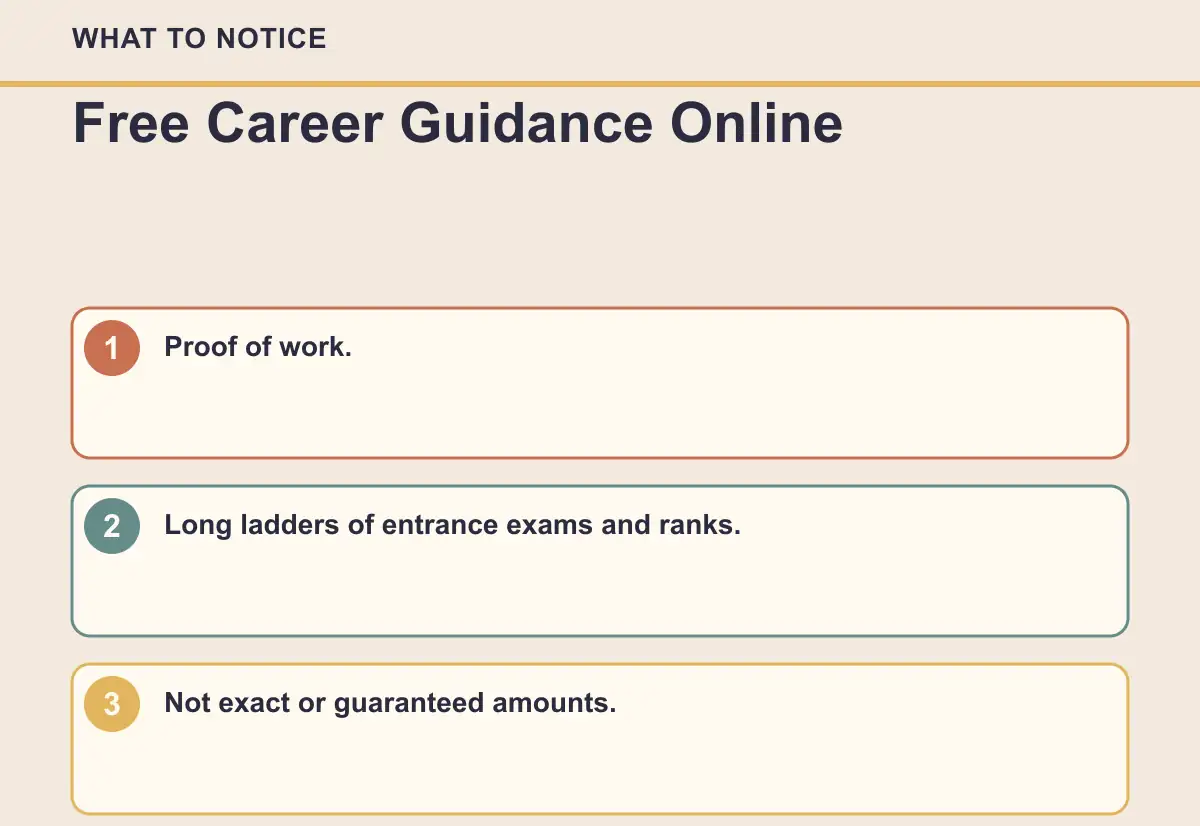 WHAT TO NOTICE
Free Career Guidance Online
1 Proof of work.
2 Long ladders of entrance exams and ranks.
3 Not exact or guaranteed amounts.